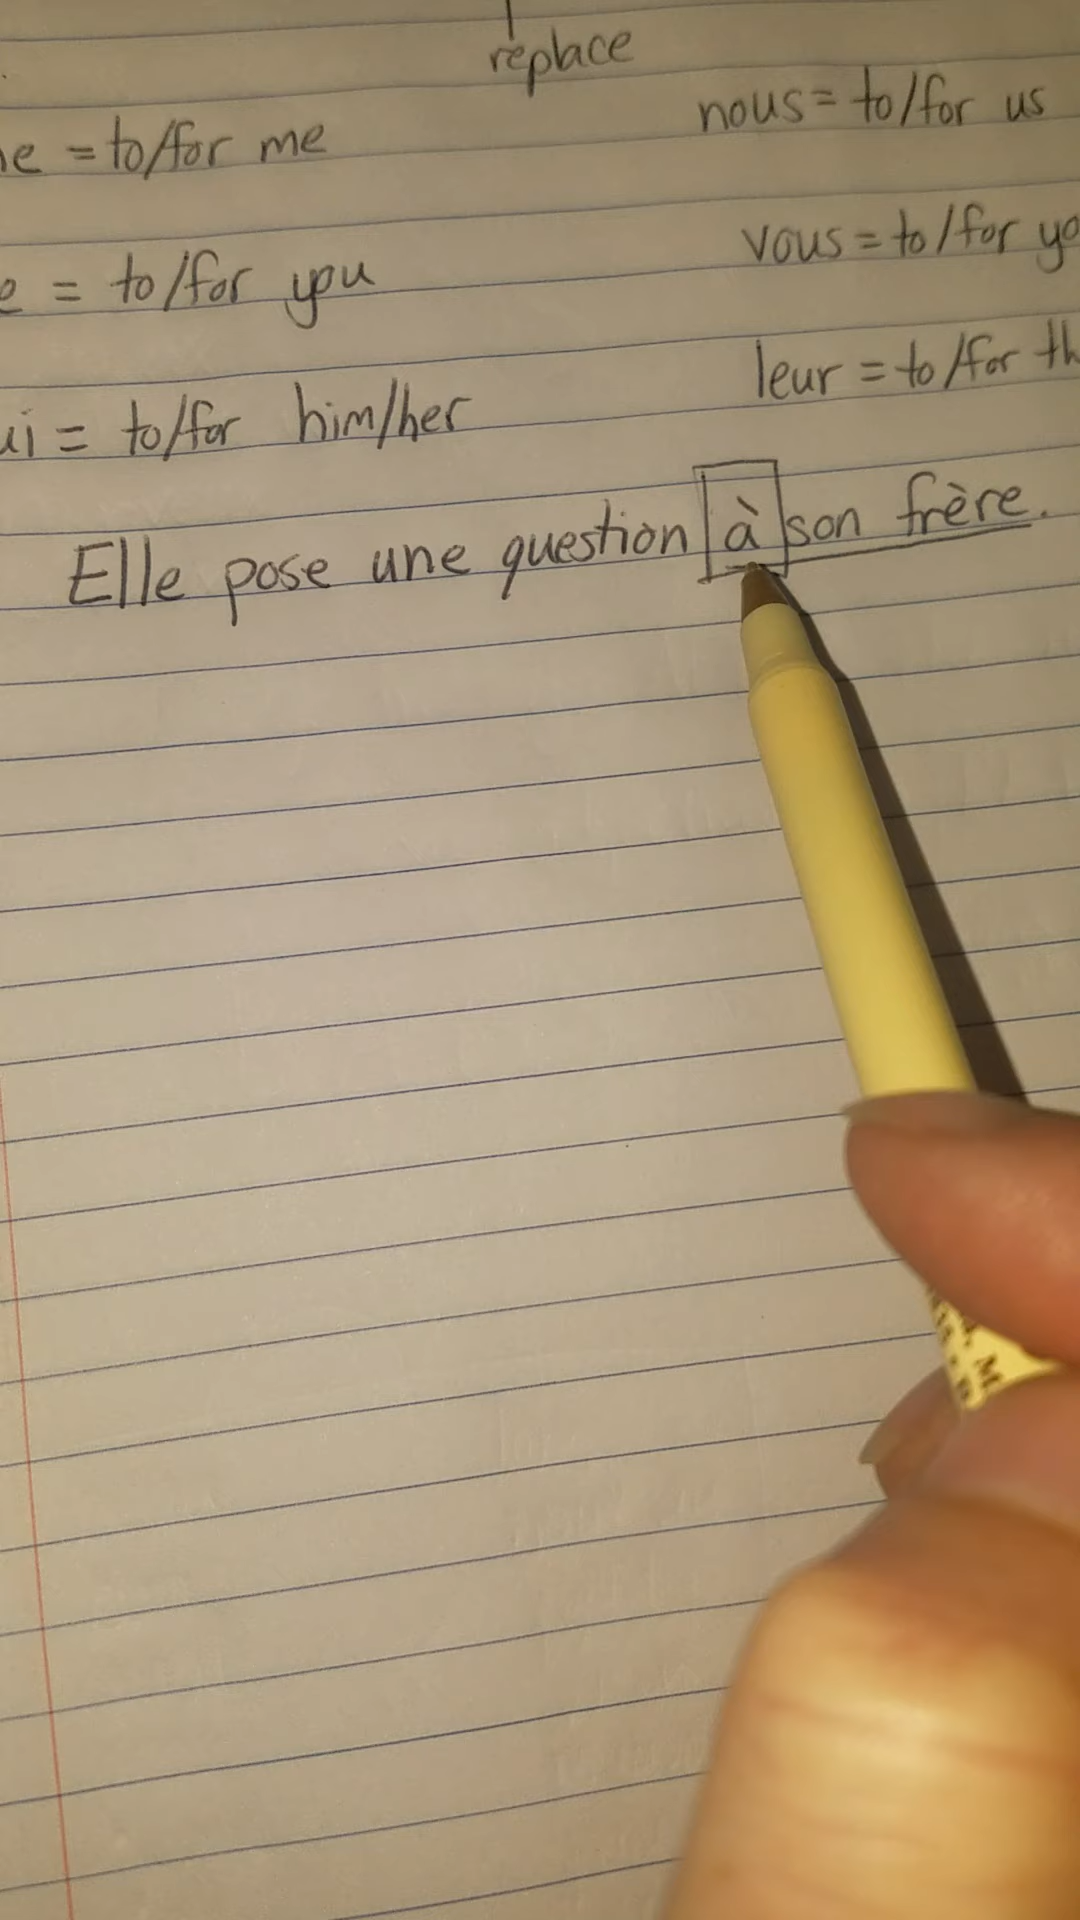 replace
= to/for me
nous = to/for us
= to/for you
vous = to/for
= to/for him/her
leur = to/for
Elle pose une question à son frère.